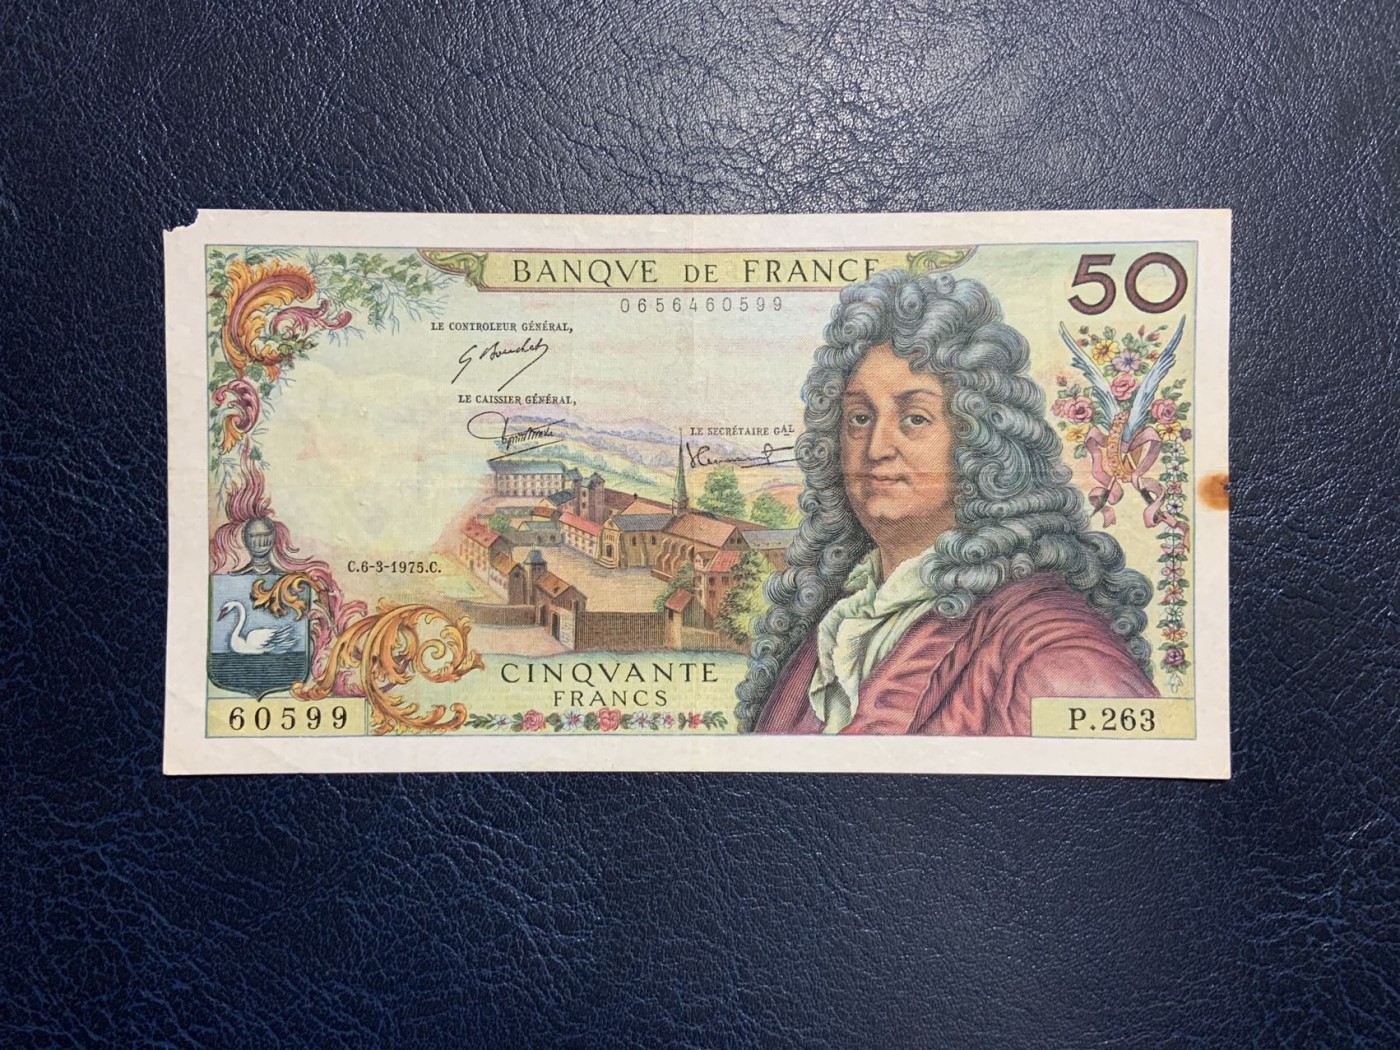 BANQVE DE FRANCE
50
0656460599
LE CONTROLEUR GÉNÉRAL,
G Bouchet
LE CAISSIER GÉNÉRAL,
LE SECRÉTAIRE GAL
C.6-3-1975.C.
CINQVANTE
FRANCS
60599
P.263